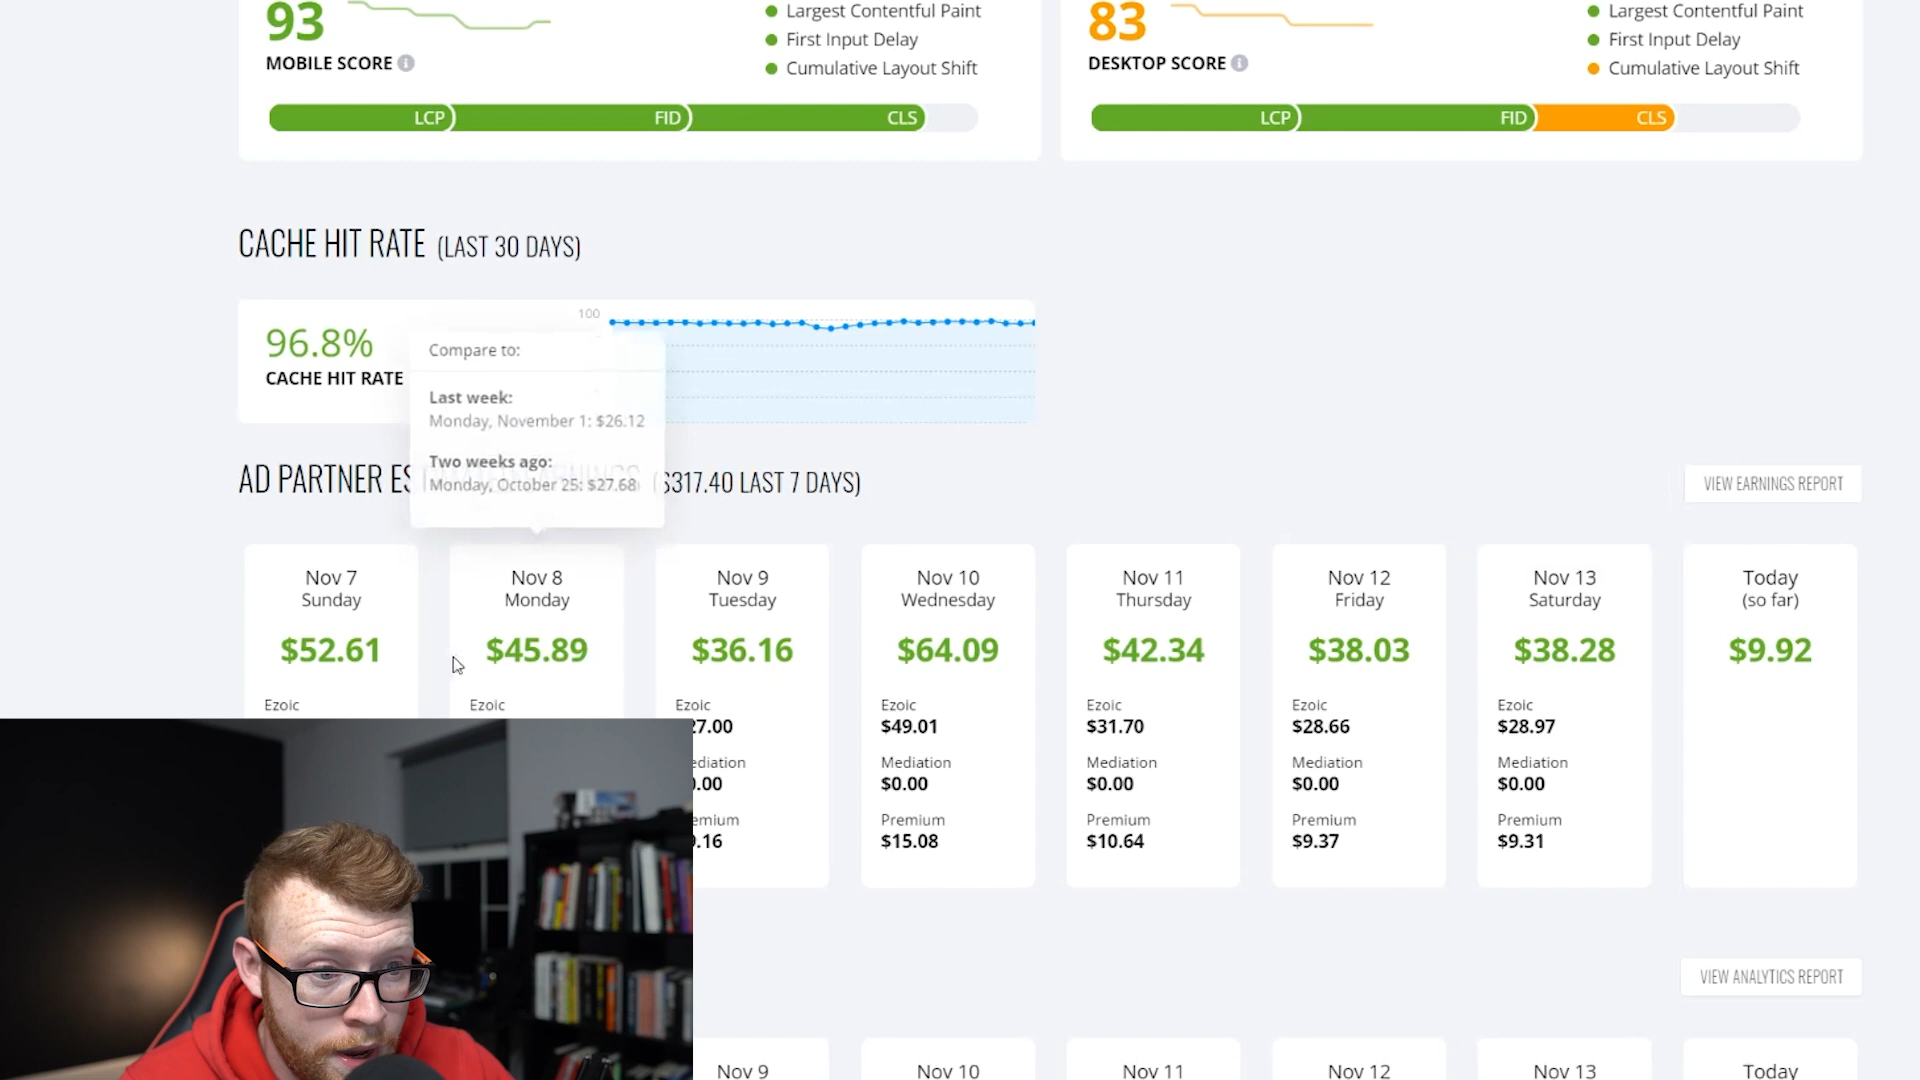 93
MOBILE SCORE
Largest Contentful Paint
First Input Delay
Cumulative Layout Shift
LCP FID CLS
83
DESKTOP SCORE
Largest Contentful Paint
First Input Delay
Cumulative Layout Shift
LCP FID CLS
CACHE HIT RATE (LAST 30 DAYS)
96.8%
CACHE HIT RATE
100
Compare to:
Last week:
Monday, November 1: $26.12
Two weeks ago:
Monday, October 25: $27.68
AD PARTNER ($317.40 LAST 7 DAYS)
VIEW EARNINGS REPORT
Nov 7
Sunday
$52.61
Ezoic
Nov 8
Monday
$45.89
Ezoic
Nov 9
Tuesday
$36.16
Ezoic
27.00
ediation
.00
emium
.16
Nov 10
Wednesday
$64.09
Ezoic
$49.01
Mediation
$0.00
Premium
$15.08
Nov 11
Thursday
$42.34
Ezoic
$31.70
Mediation
$0.00
Premium
$10.64
Nov 12
Friday
$38.03
Ezoic
$28.66
Mediation
$0.00
Premium
$9.37
Nov 13
Saturday
$38.28
Ezoic
$28.97
Mediation
$0.00
Premium
$9.31
Today
(so far)
$9.92
VIEW ANALYTICS REPORT
Nov 9
Nov 10
Nov 11
Nov 12
Nov 13
Today